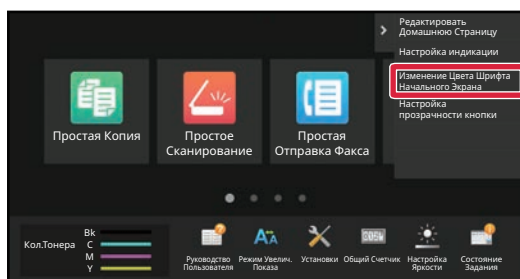 Редактировать
Домашнюю Страницу
Настройка индикации
Изменение Цвета Шрифта
Начального Экрана
Настройка
прозрачности кнопки
Простая Копия
Простое
Сканирование
Простая
Отправка Факса
Кол.Тонера
Bk
C
M
Y
Руководство
Пользователя
Режим Увелич.
Показа
Установки
Общий Счетчик
Настройка
Яркости
Состояние
Задания